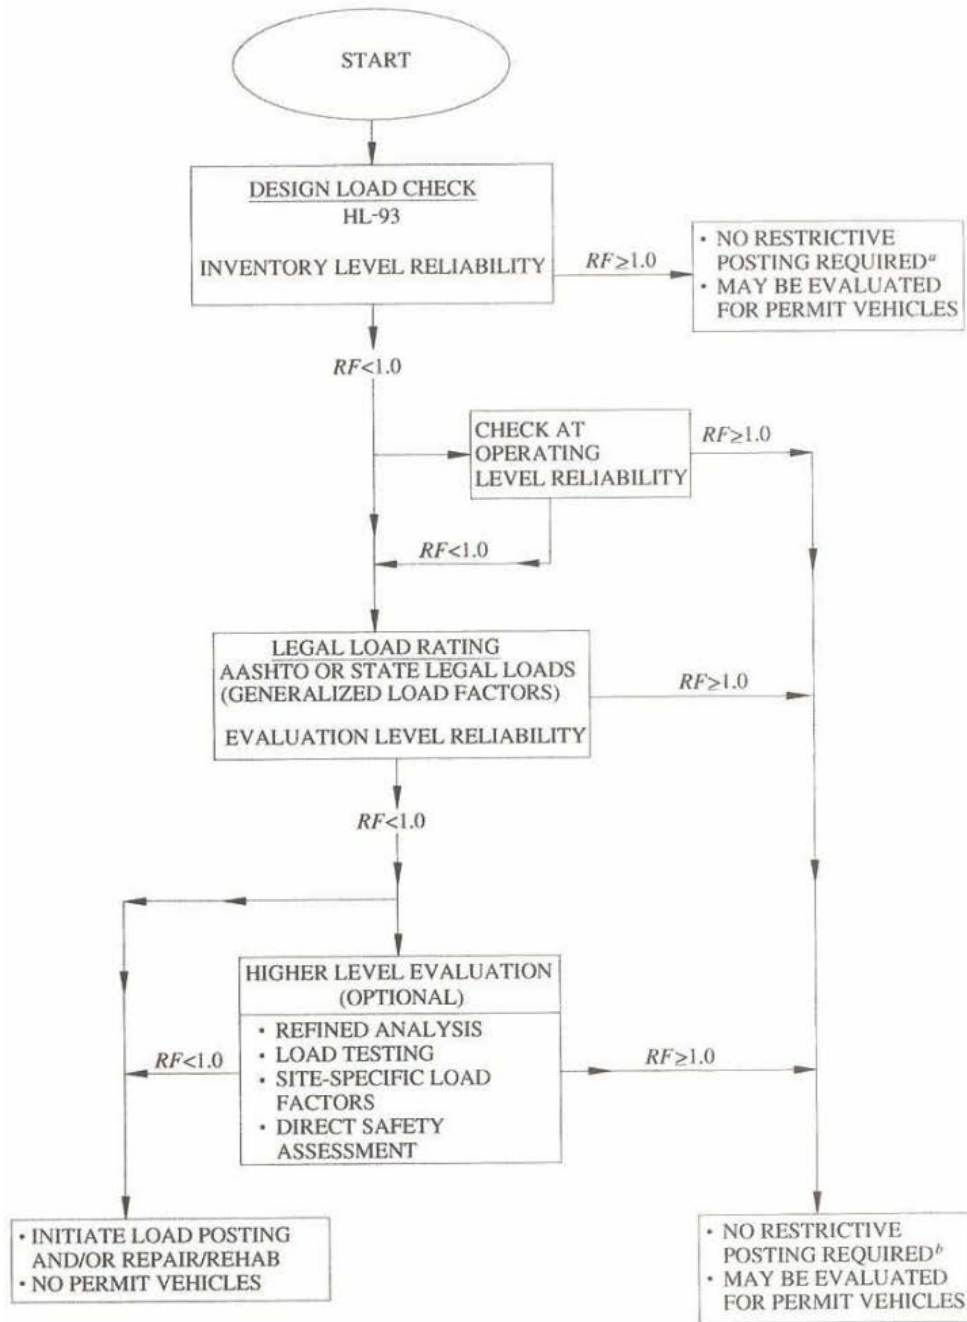 START
DESIGN LOAD CHECK
HL-93
INVENTORY LEVEL RELIABILITY
RF≥1.0
• NO RESTRICTIVE
POSTING REQUIREDᵃ
• MAY BE EVALUATED
FOR PERMIT VEHICLES
RF<1.0
CHECK AT
OPERATING
LEVEL RELIABILITY
RF≥1.0
RF<1.0
LEGAL LOAD RATING
AASHTO OR STATE LEGAL LOADS
(GENERALIZED LOAD FACTORS)
EVALUATION LEVEL RELIABILITY
RF≥1.0
RF<1.0
HIGHER LEVEL EVALUATION
(OPTIONAL)
• REFINED ANALYSIS
• LOAD TESTING
• SITE-SPECIFIC LOAD
FACTORS
• DIRECT SAFETY
ASSESSMENT
RF<1.0
RF≥1.0
• INITIATE LOAD POSTING
AND/OR REPAIR/REHAB
• NO PERMIT VEHICLES
• NO RESTRICTIVE
POSTING REQUIREDᵇ
• MAY BE EVALUATED
FOR PERMIT VEHICLES